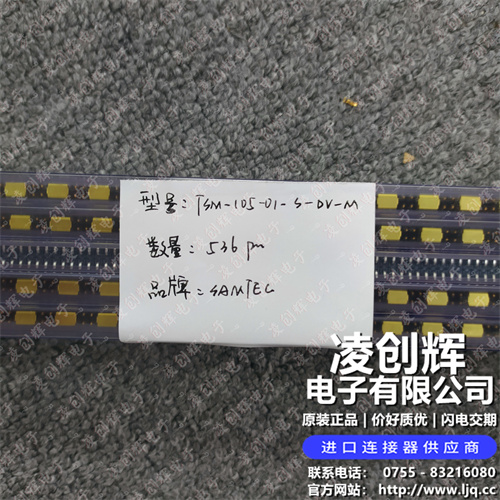 型号：TSM-105-01-S-DV-M
数量：536 pcs
品牌：SAMTEC
凌创辉
电子有限公司
原装正品 | 价好质优 | 闪电交期
进口连接器供应商
联系电话： 0755 - 83216080
官方网站： http://www.ljq.cc